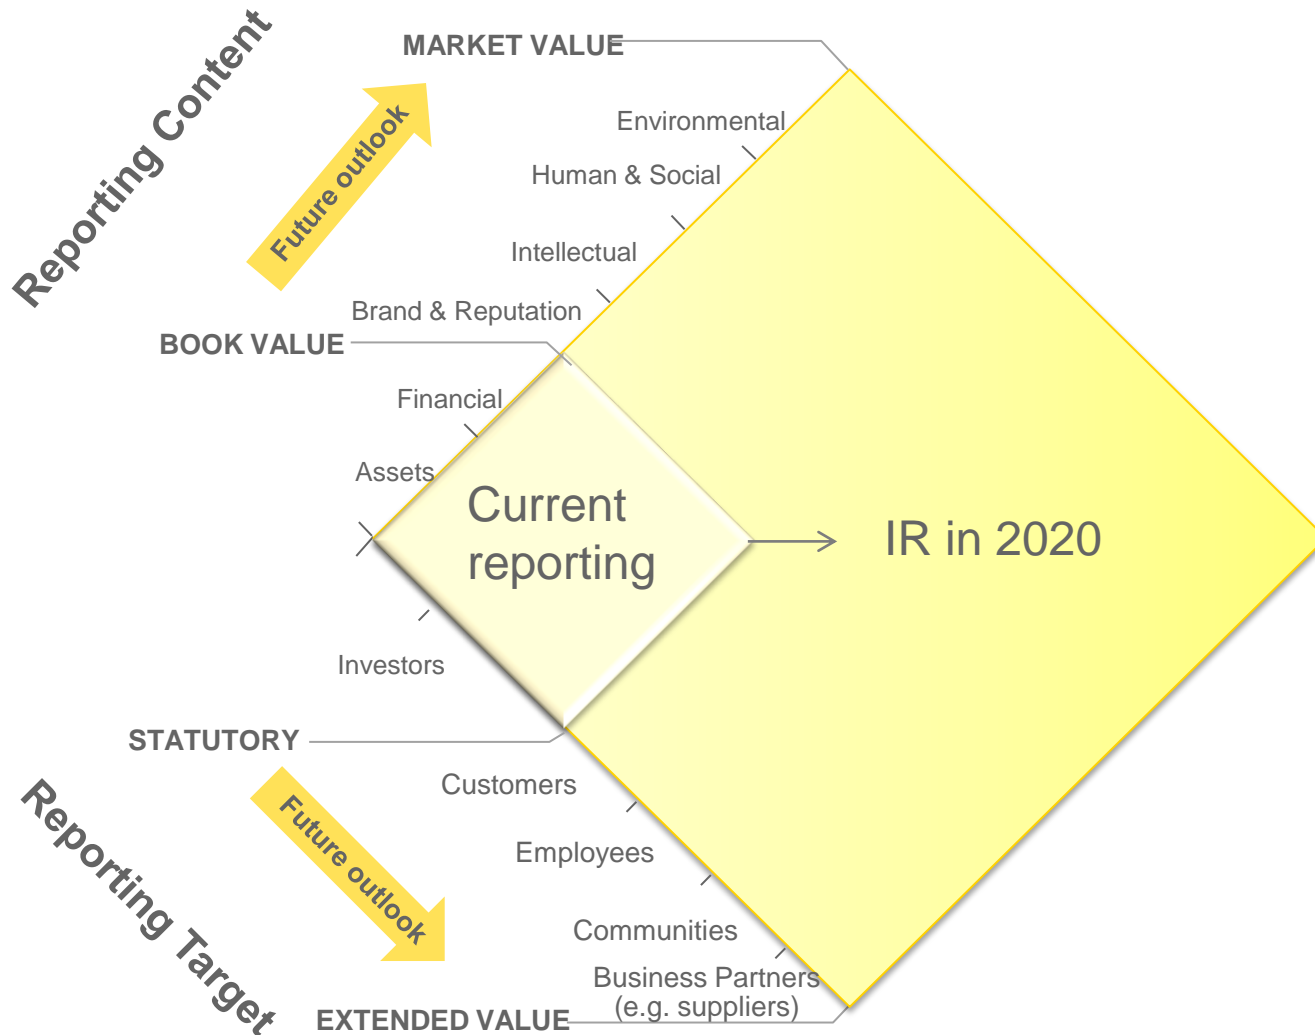 Reporting Content
MARKET VALUE
Future outlook
Environmental
Human & Social
Intellectual
Brand & Reputation
BOOK VALUE
Financial
Assets
Current
reporting
IR in 2020
Investors
STATUTORY
Reporting Target
Future outlook
Customers
Employees
Communities
Business Partners
(e.g. suppliers)
EXTENDED VALUE